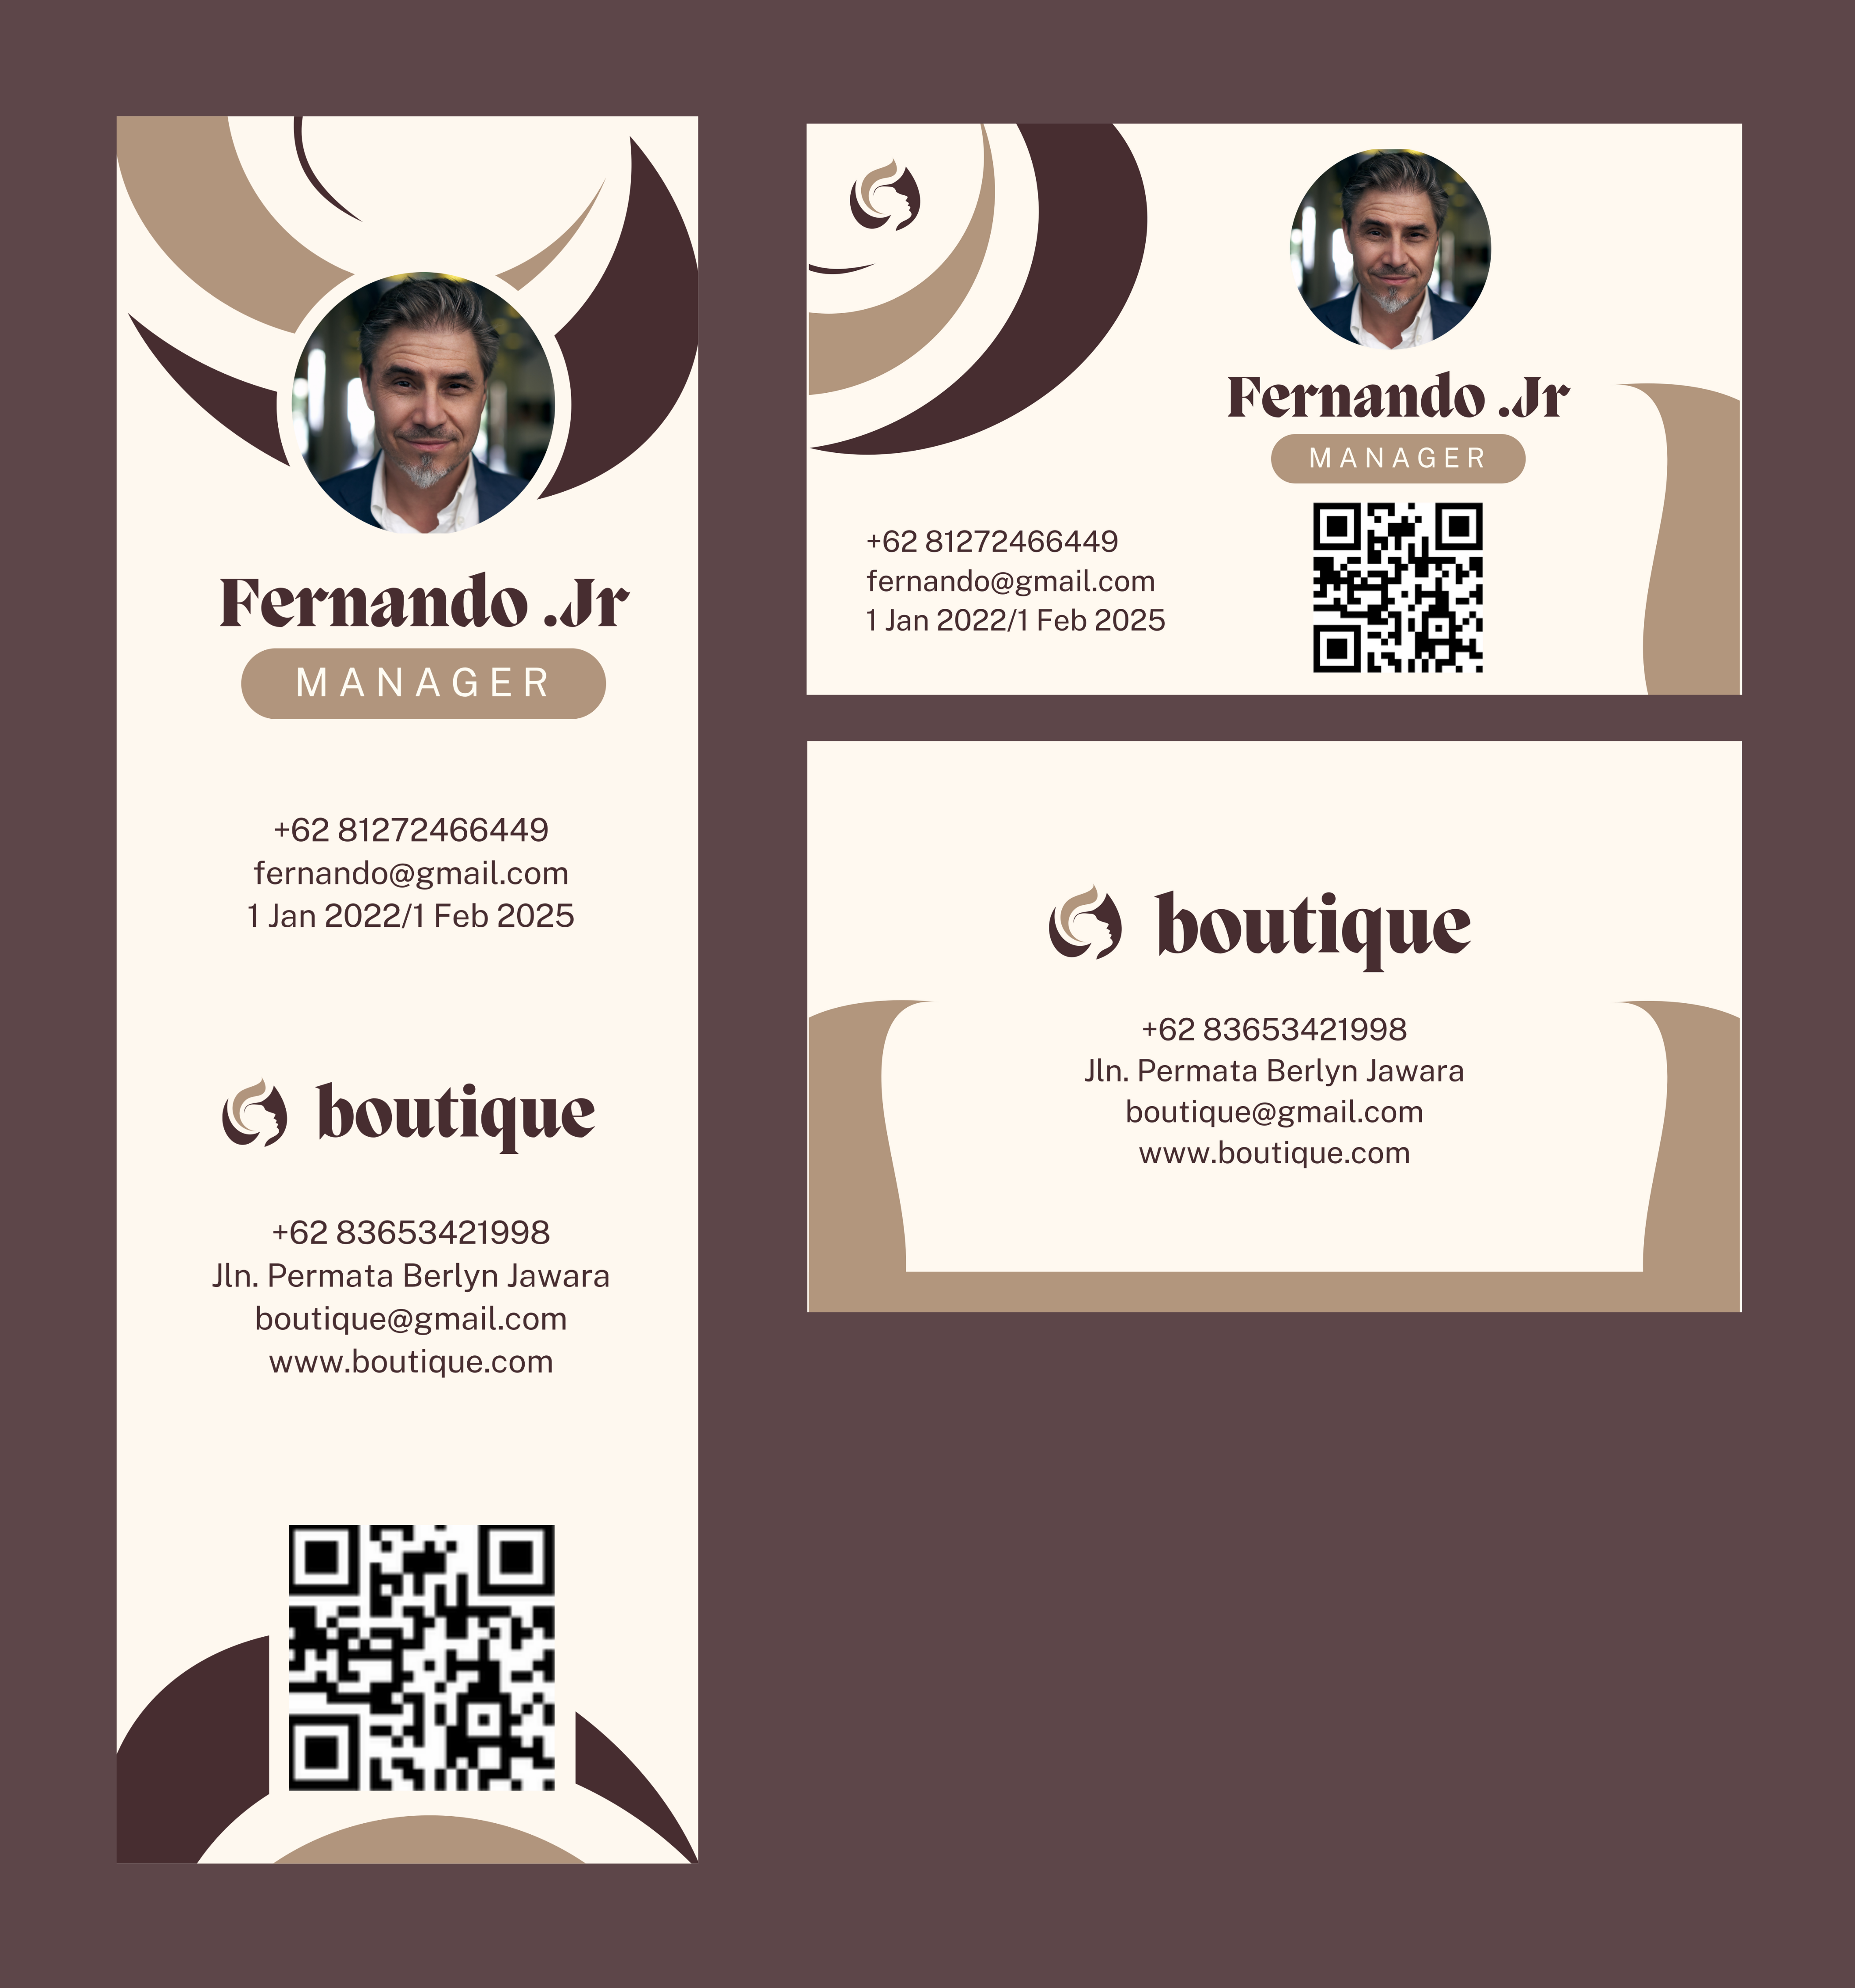 Fernando .Jr
MANAGER
+62 81272466449
fernando@gmail.com
1 Jan 2022/1 Feb 2025
boutique
+62 83653421998
Jln. Permata Berlyn Jawara
boutique@gmail.com
www.boutique.com
Fernando .Jr
MANAGER
+62 81272466449
fernando@gmail.com
1 Jan 2022/1 Feb 2025
boutique
+62 83653421998
Jln. Permata Berlyn Jawara
boutique@gmail.com
www.boutique.com